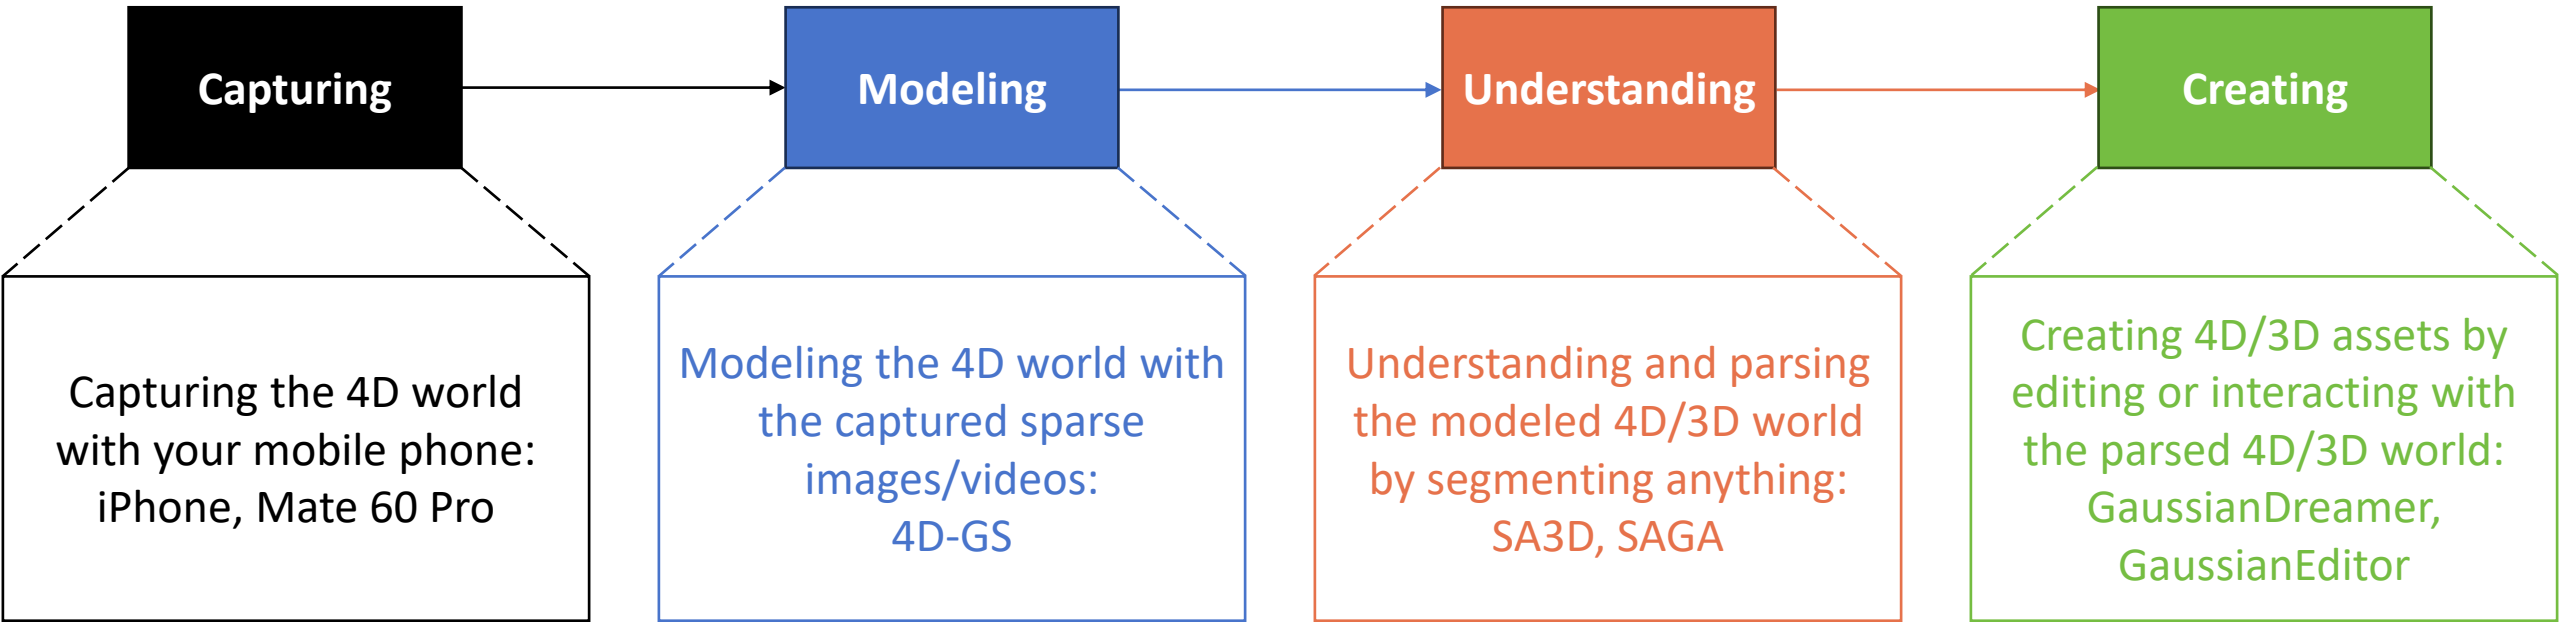 Capturing
Modeling
Understanding
Creating
Capturing the 4D world
with your mobile phone:
iPhone, Mate 60 Pro
Modeling the 4D world with
the captured sparse
images/videos:
4D-GS
Understanding and parsing
the modeled 4D/3D world
by segmenting anything:
SA3D, SAGA
Creating 4D/3D assets by
editing or interacting with
the parsed 4D/3D world:
GaussianDreamer,
GaussianEditor